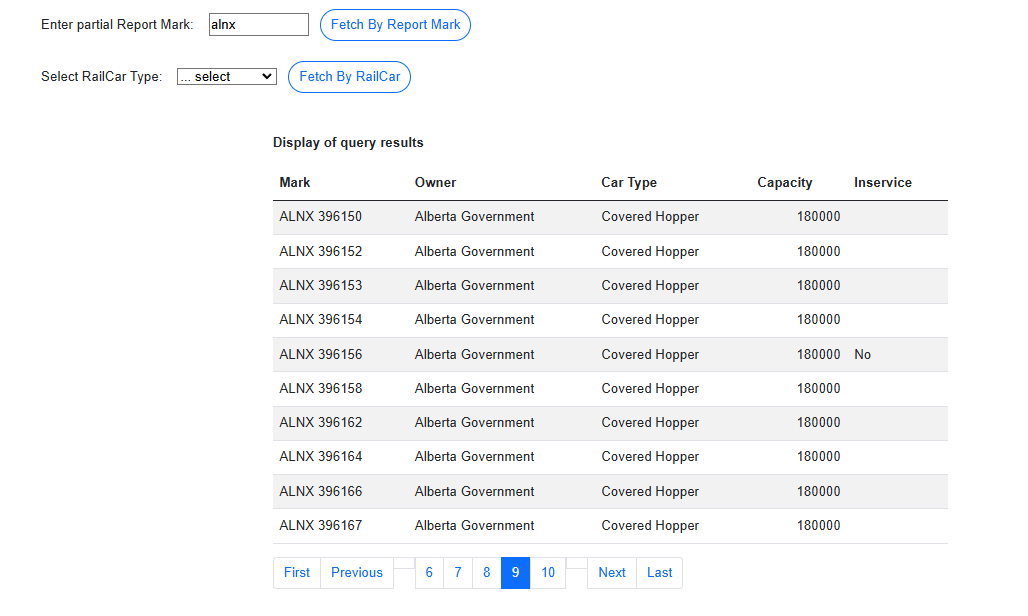 Enter partial Report Mark: alnx Fetch By Report Mark
Select RailCar Type: ... select Fetch By RailCar
Display of query results
Mark Owner Car Type Capacity Inservice
ALNX 396150 Alberta Government Covered Hopper 180000
ALNX 396152 Alberta Government Covered Hopper 180000
ALNX 396153 Alberta Government Covered Hopper 180000
ALNX 396154 Alberta Government Covered Hopper 180000
ALNX 396156 Alberta Government Covered Hopper 180000 No
ALNX 396158 Alberta Government Covered Hopper 180000
ALNX 396162 Alberta Government Covered Hopper 180000
ALNX 396164 Alberta Government Covered Hopper 180000
ALNX 396166 Alberta Government Covered Hopper 180000
ALNX 396167 Alberta Government Covered Hopper 180000
First Previous 6 7 8 9 10 Next Last